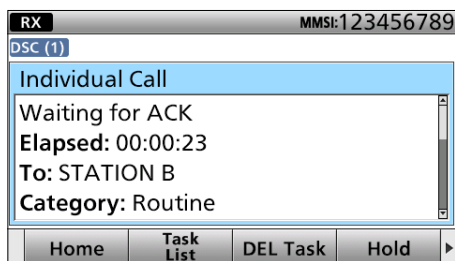 RX MMSI:123456789
DSC (1)
Individual Call
Waiting for ACK
Elapsed: 00:00:23
To: STATION B
Category: Routine
Home Task List DEL Task Hold